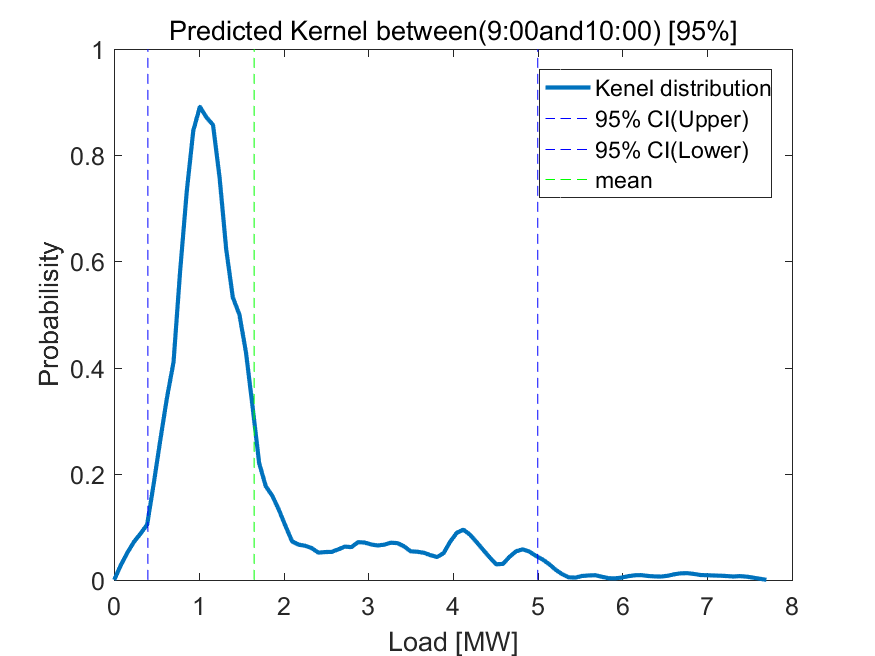 Predicted Kernel between(9:00and10:00) [95%]
1
0.8
0.6
0.4
0.2
0
Probabilisity
Kenel distribution
95% CI(Upper)
95% CI(Lower)
mean
0 1 2 3 4 5 6 7 8
Load [MW]